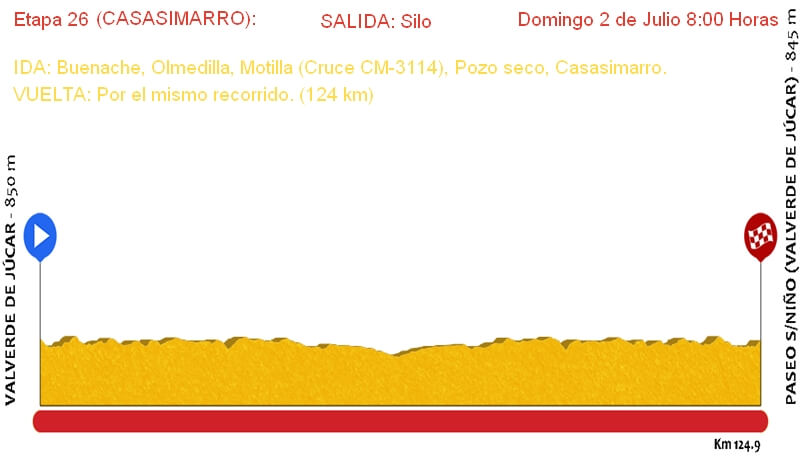 Etapa 26 (CASASIMARRO): SALIDA: Silo Domingo 2 de Julio 8:00 Horas
IDA: Buenache, Olmedilla, Motilla (Cruce CM-3114), Pozo seco, Casasimarro.
VUELTA: Por el mismo recorrido. (124 km)
VALVERDE DE JÚCAR - 850 m
PASEO S/NIÑO (VALVERDE DE JÚCAR) - 845 m
Km 124.9